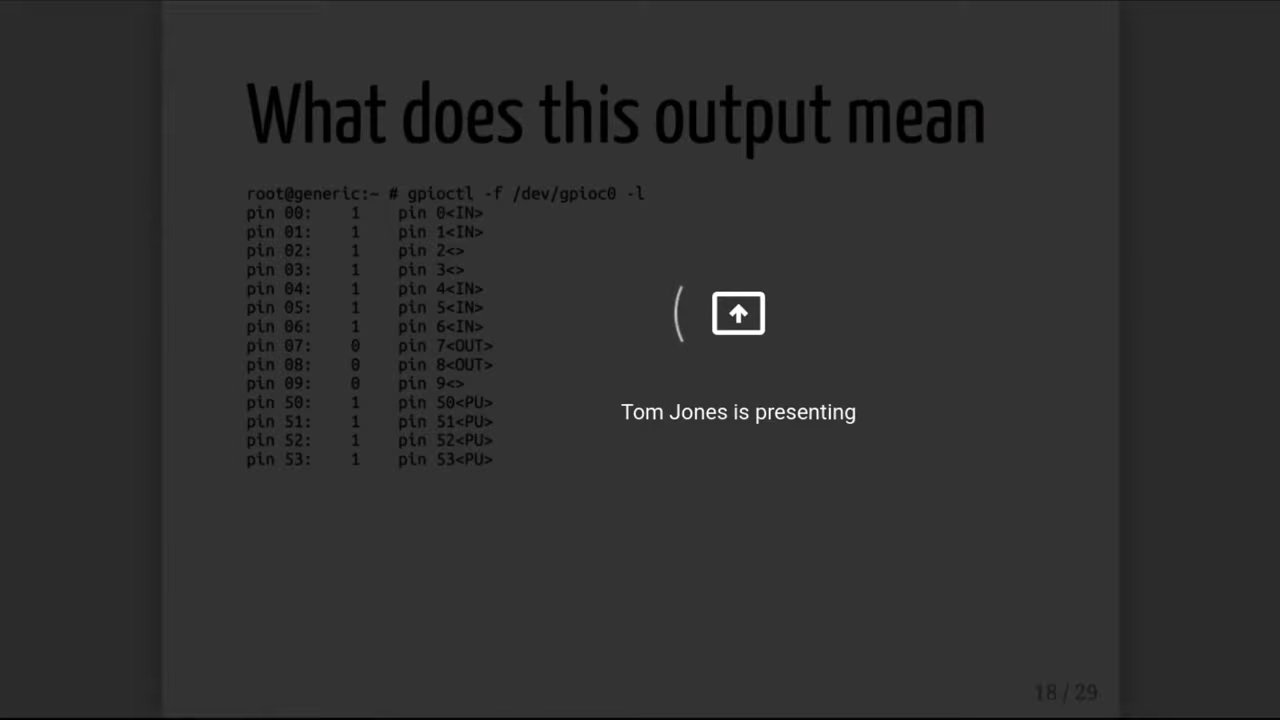 What does this output mean
root@generic:~ # gpioctl -f /dev/gpioc0 -l
pin 00:    1    pin 0<IN>
pin 01:    1    pin 1<IN>
pin 02:    1    pin 2<>
pin 03:    1    pin 3<>
pin 04:    1    pin 4<IN>
pin 05:    1    pin 5<IN>
pin 06:    1    pin 6<IN>
pin 07:    0    pin 7<OUT>
pin 08:    0    pin 8<OUT>
pin 09:    0    pin 9<>
pin 50:    1    pin 50<PU>
pin 51:    1    pin 51<PU>
pin 52:    1    pin 52<PU>
pin 53:    1    pin 53<PU>
Tom Jones is presenting
18 / 29